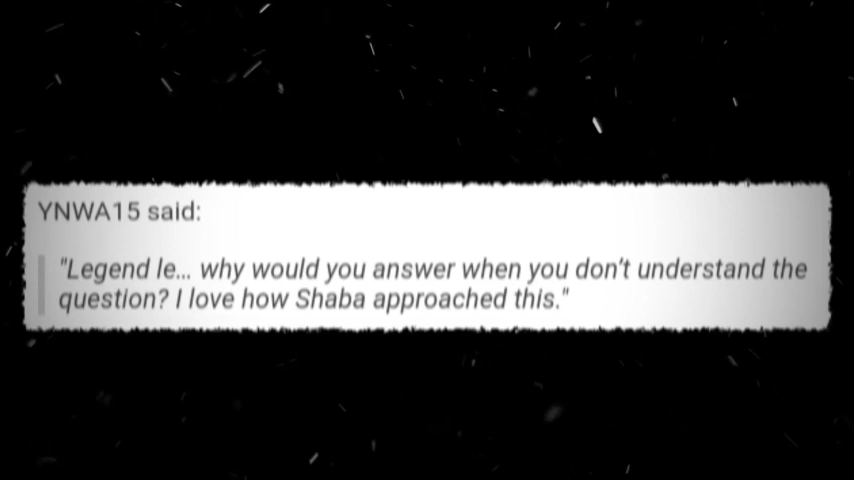 YNWA15 said:
"Legend le... why would you answer when you don't understand the
question? I love how Shaba approached this."